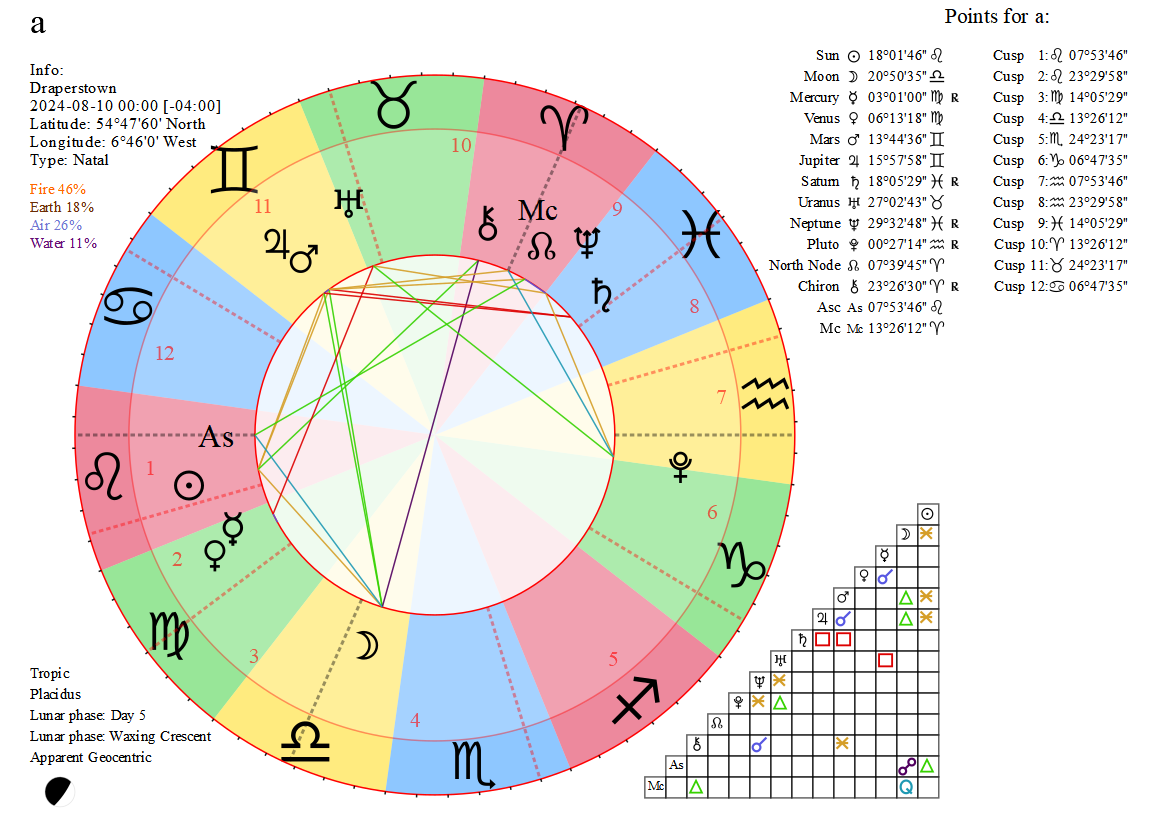 a
Points for a:
Info:
Draperstown
2024-08-10 00:00 [-04:00]
Latitude: 54°47'60' North
Longitude: 6°46'0' West
Type: Natal
Fire 46%
Earth 18%
Air 26%
Water 11%
Sun ☉ 18°01'46" ♌ Cusp 1:♌ 07°53'46"
Moon ☽ 20°50'35" ♎ Cusp 2:♌ 23°29'58"
Mercury ☿ 03°01'00" ♍ R Cusp 3:♍ 14°05'29"
Venus ♀ 06°13'18" ♍ Cusp 4:♎ 13°26'12"
Mars ♂ 13°44'36" ♊ Cusp 5:♏ 24°23'17"
Jupiter ♃ 15°57'58" ♊ Cusp 6:♑ 06°47'35"
Saturn ♄ 18°05'29" ♓ R Cusp 7:♒ 07°53'46"
Uranus ♅ 27°02'43" ♉ Cusp 8:♒ 23°29'58"
Neptune ♆ 29°32'48" ♓ R Cusp 9:♓ 14°05'29"
Pluto ⚴ 00°27'14" ♒ R Cusp 10:♈ 13°26'12"
North Node ☊ 07°39'45" ♈ Cusp 11:♉ 24°23'17"
Chiron ⚷ 23°26'30" ♈ R Cusp 12:♋ 06°47'35"
Asc As 07°53'46" ♌
Mc Mc 13°26'12" ♈
10
11
Mc
9
8
12
7
As
1
6
2
3
5
4
Tropic
Placidus
Lunar phase: Day 5
Lunar phase: Waxing Crescent
Apparent Geocentric
As
Mc
Q